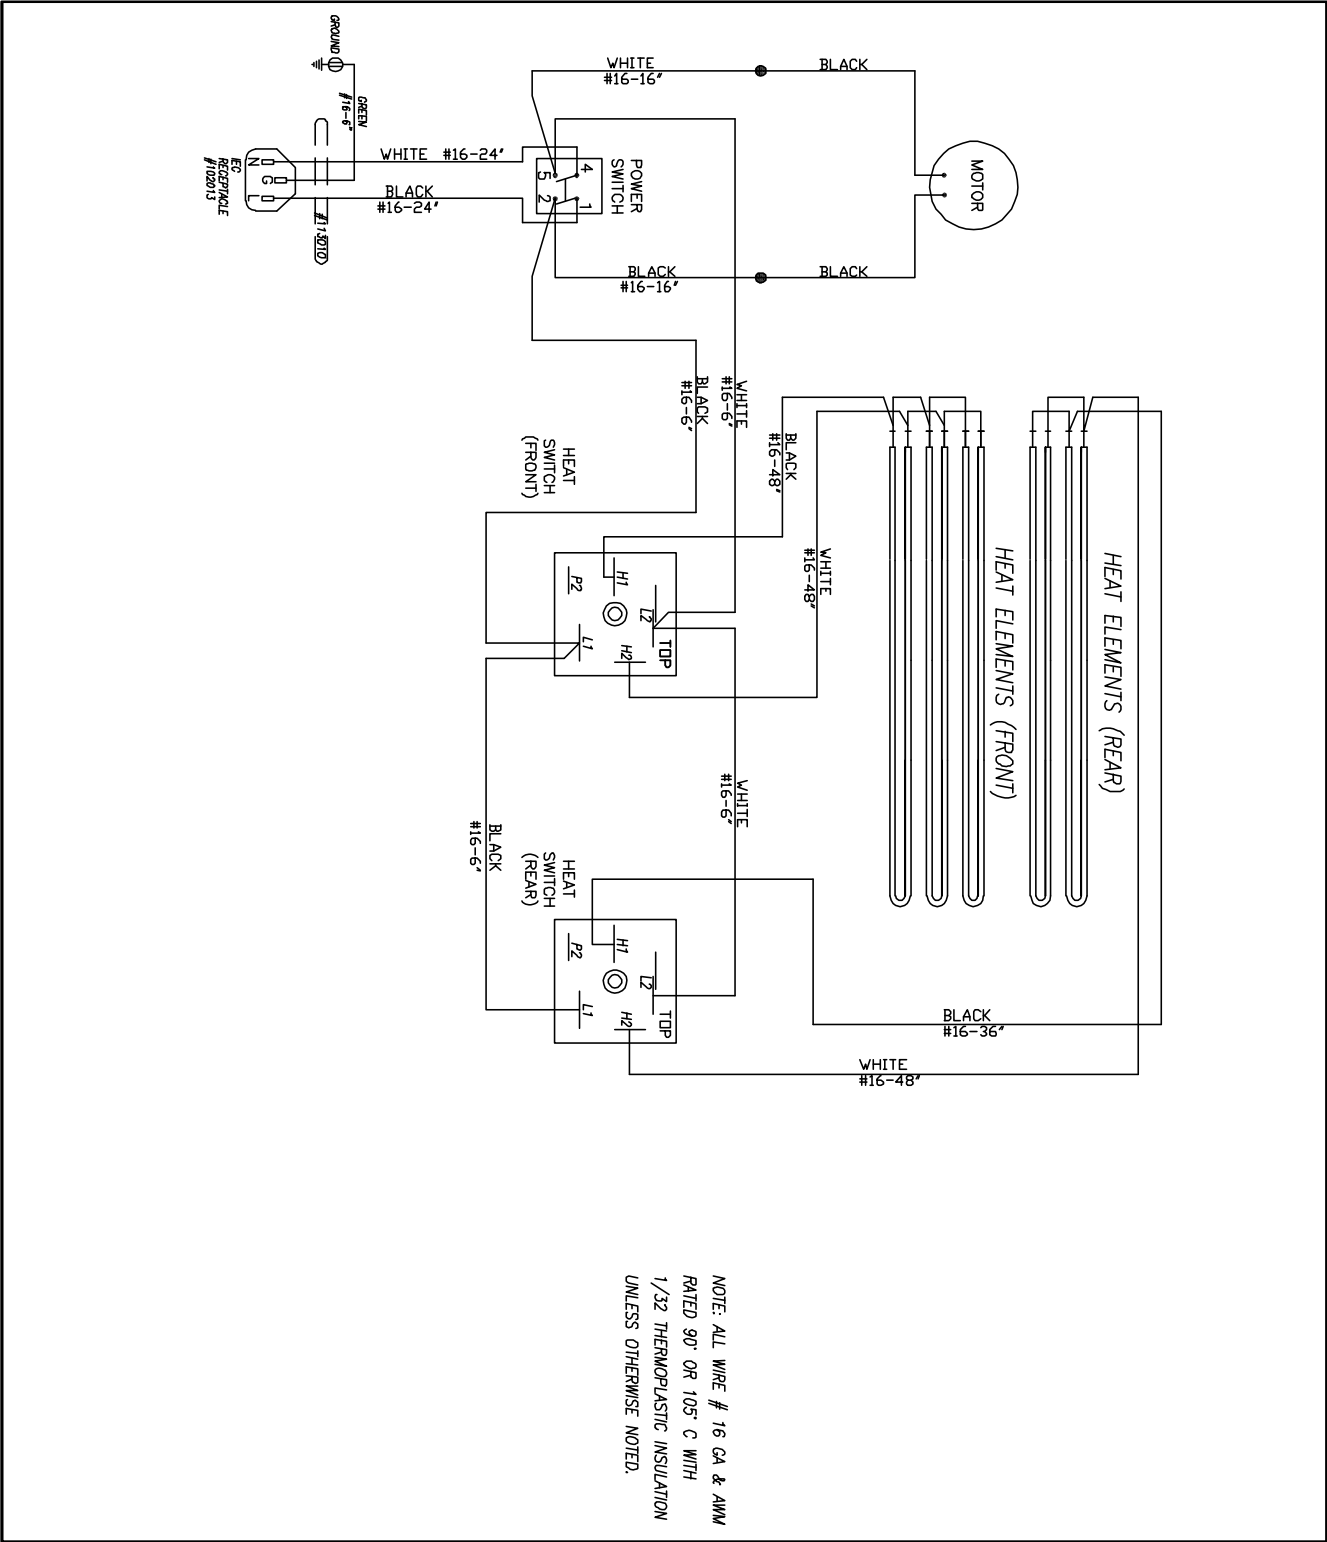 GROUND
GREEN
#16-6"
IEC
RECEPTACLE
#102013
N
G
L
#113010
WHITE #16-24"
BLACK
#16-24"
WHITE
#16-16"
BLACK
MOTOR
POWER
SWITCH
4
5
1
2
BLACK
#16-16"
BLACK
BLACK
#16-6"
WHITE
#16-6"
BLACK
#16-48"
WHITE
#16-48"
HEAT ELEMENTS (FRONT)
HEAT ELEMENTS (REAR)
HEAT
SWITCH
(FRONT)
H1
P2
L2
L1
H2
TOP
WHITE
#16-6"
BLACK
#16-6"
HEAT
SWITCH
(REAR)
H1
P2
L2
L1
H2
TOP
BLACK
#16-36"
WHITE
#16-48"
NOTE: ALL WIRE # 16 GA & AWM
RATED 90° OR 105° C WITH
1/32 THERMOPLASTIC INSULATION
UNLESS OTHERWISE NOTED.